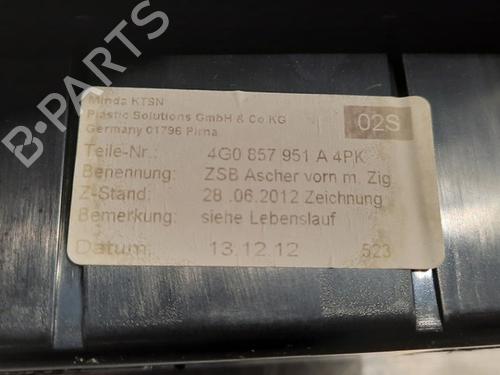 Minda KTSN
Plastic Solutions GmbH & Co KG
Germany 01796 Pirna
02S
Teile-Nr.: 4G0 857 951 A 4PK
Benennung: ZSB Ascher vorn m. Zig
Z-Stand: 28 .06.2012 Zeichnung
Bemerkung: siehe Lebenslauf
Datum: 13.12.12 523
B-PARTS